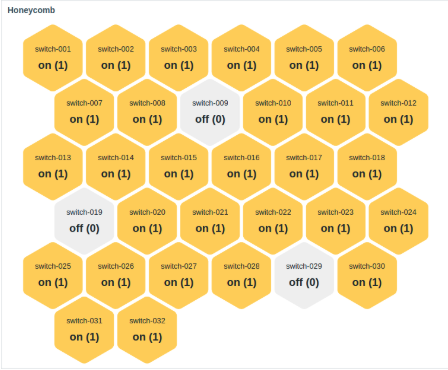 Honeycomb
switch-001
on (1)
switch-002
on (1)
switch-003
on (1)
switch-004
on (1)
switch-005
on (1)
switch-006
on (1)
switch-007
on (1)
switch-008
on (1)
switch-009
off (0)
switch-010
on (1)
switch-011
on (1)
switch-012
on (1)
switch-013
on (1)
switch-014
on (1)
switch-015
on (1)
switch-016
on (1)
switch-017
on (1)
switch-018
on (1)
switch-019
off (0)
switch-020
on (1)
switch-021
on (1)
switch-022
on (1)
switch-023
on (1)
switch-024
on (1)
switch-025
on (1)
switch-026
on (1)
switch-027
on (1)
switch-028
on (1)
switch-029
off (0)
switch-030
on (1)
switch-031
on (1)
switch-032
on (1)